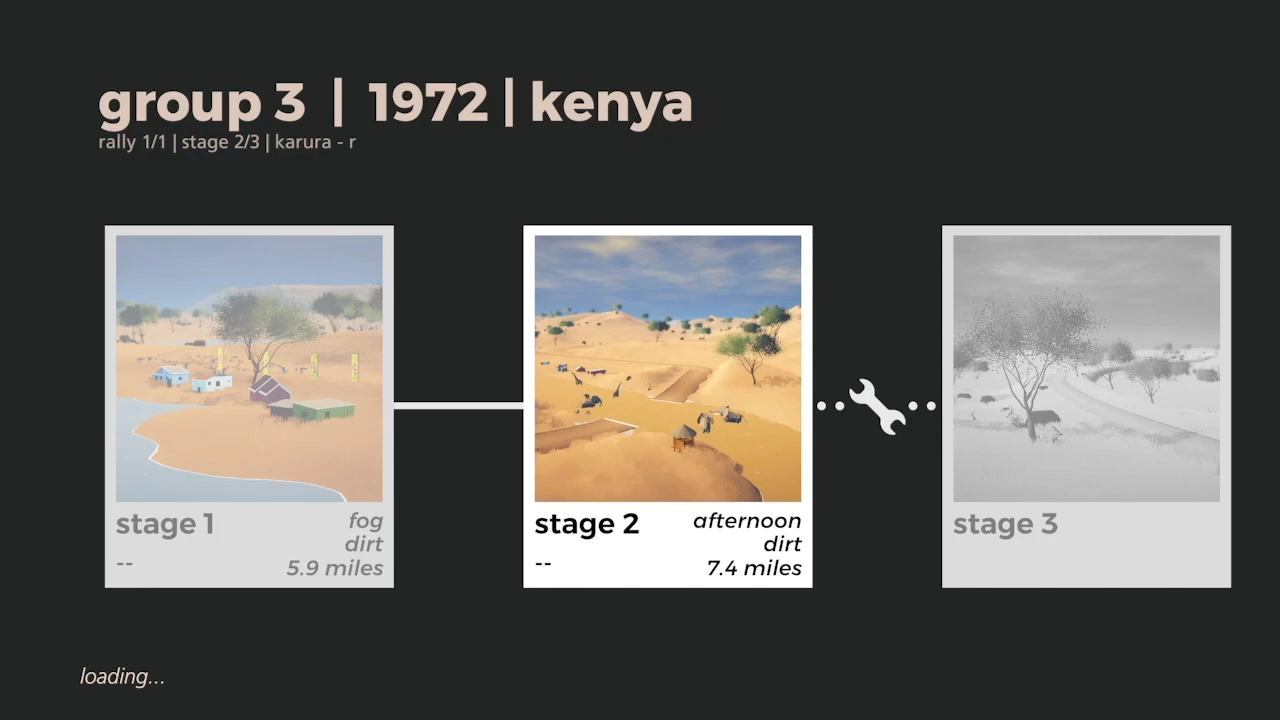 group 3 | 1972 | kenya
rally 1/1 | stage 2/3 | karura - r
stage 1
fog
dirt
--
5.9 miles
stage 2
afternoon
dirt
--
7.4 miles
stage 3
loading...